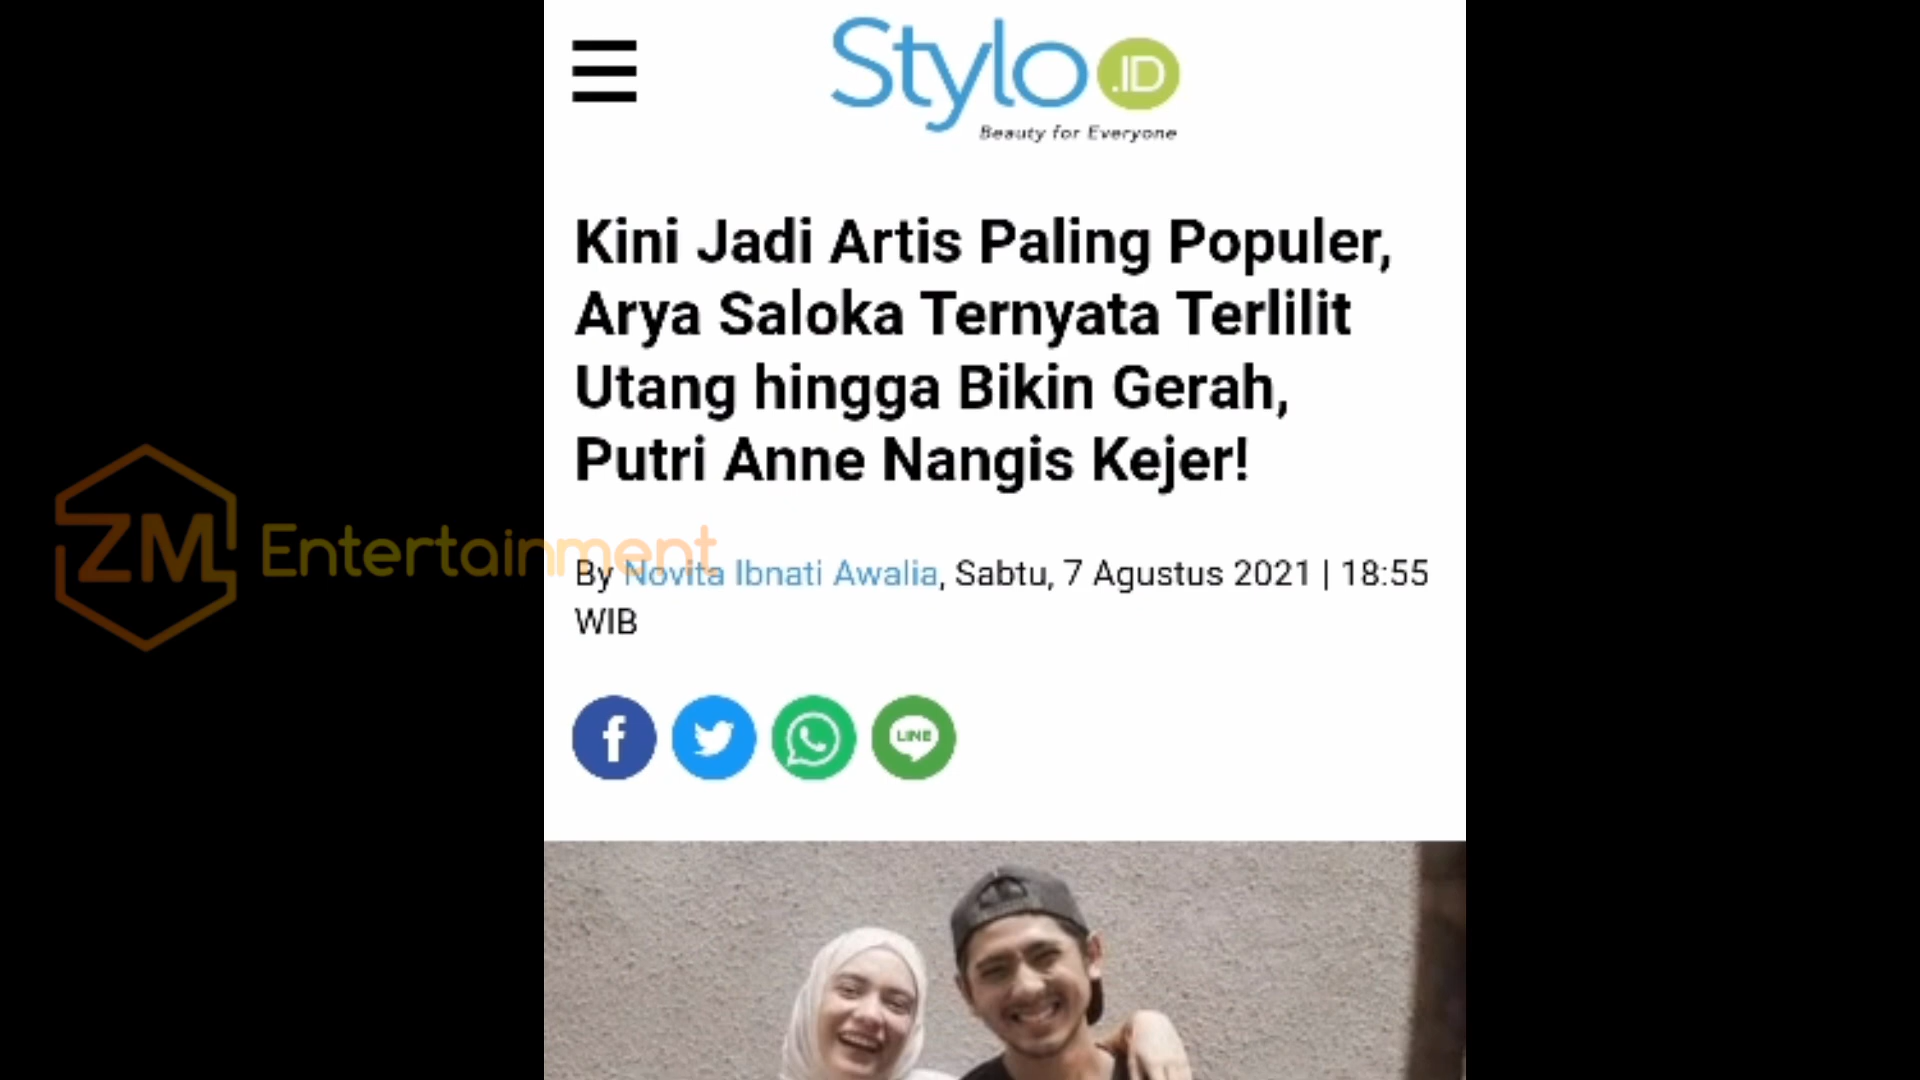 Stylo .ID
Beauty for Everyone
Kini Jadi Artis Paling Populer,
Arya Saloka Ternyata Terlilit
Utang hingga Bikin Gerah,
Putri Anne Nangis Kejer!
ZM Entertainment
By Novita Ibnati Awalia, Sabtu, 7 Agustus 2021 | 18:55
WIB
LINE